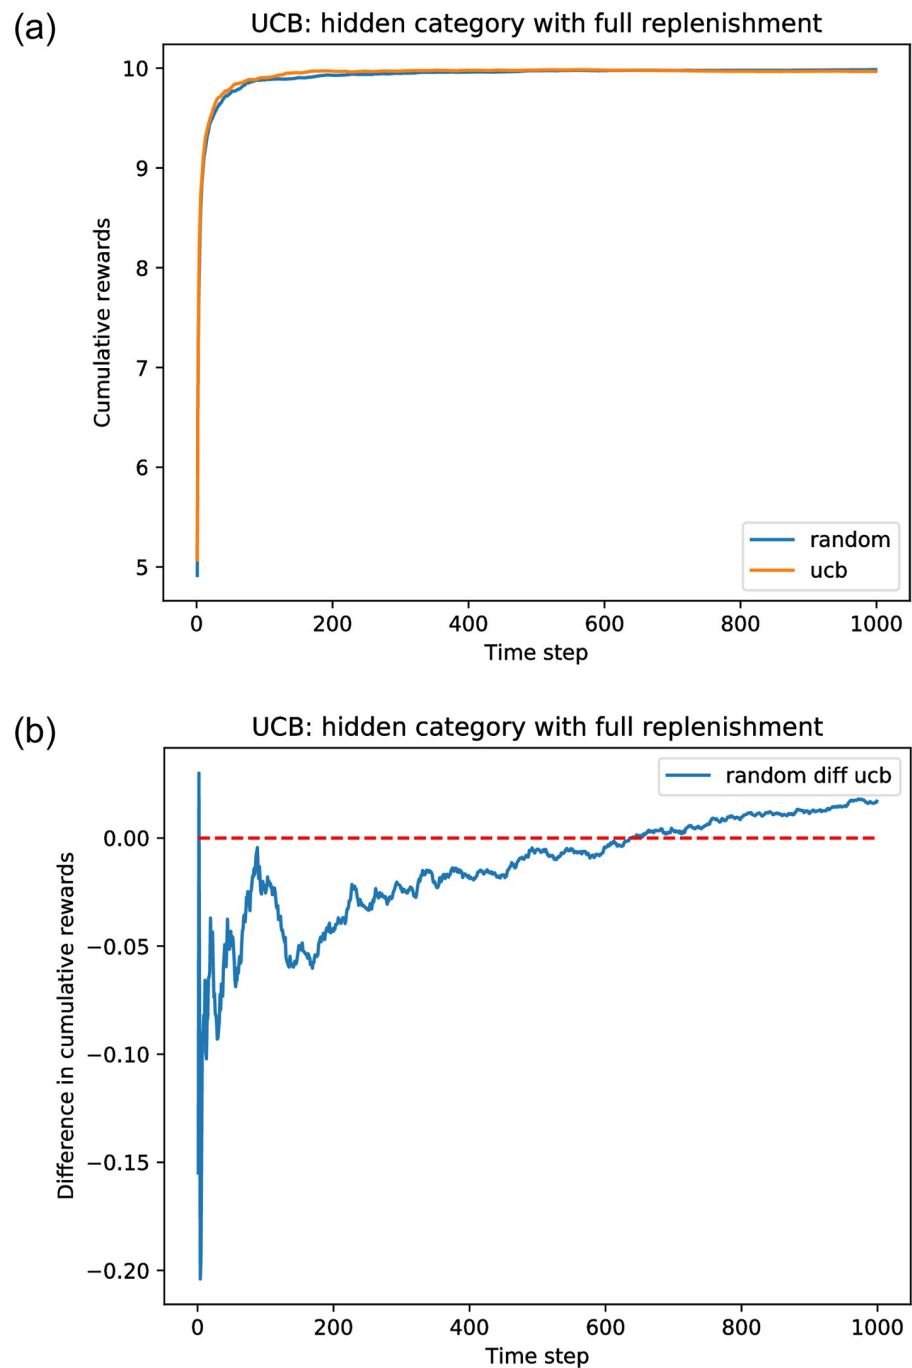 (a)
UCB: hidden category with full replenishment
10
9
8
7
6
5
Cumulative rewards
random
ucb
0 200 400 600 800 1000
Time step
(b)
UCB: hidden category with full replenishment
random diff ucb
0.00
−0.05
−0.10
−0.15
−0.20
Difference in cumulative rewards
0 200 400 600 800 1000
Time step